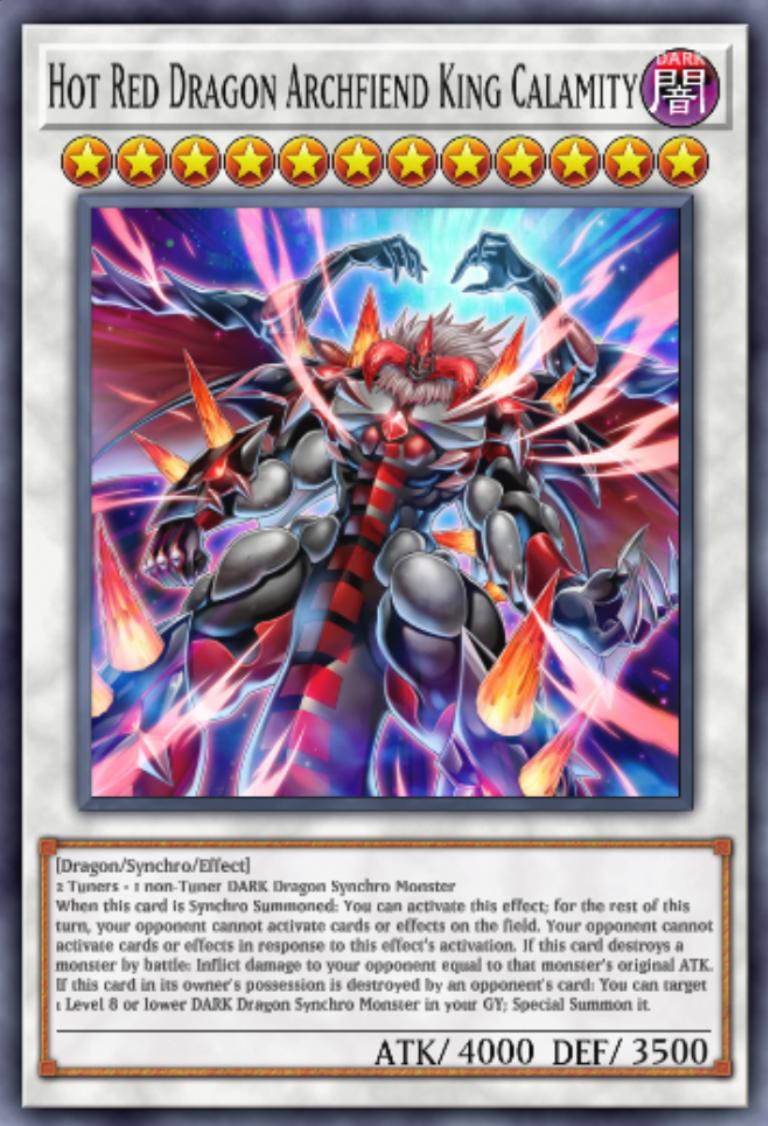 HOT RED DRAGON ARCHFIEND KING CALAMITY
DARK
闇
[Dragon/Synchro/Effect]
2 Tuners + 1 non-Tuner DARK Dragon Synchro Monster
When this card is Synchro Summoned: You can activate this effect; for the rest of this
turn, your opponent cannot activate cards or effects on the field. Your opponent cannot
activate cards or effects in response to this effect's activation. If this card destroys a
monster by battle: Inflict damage to your opponent equal to that monster's original ATK.
If this card in its owner's possession is destroyed by an opponent's card: You can target
1 Level 8 or lower DARK Dragon Synchro Monster in your GY; Special Summon it.
ATK/ 4000 DEF/ 3500